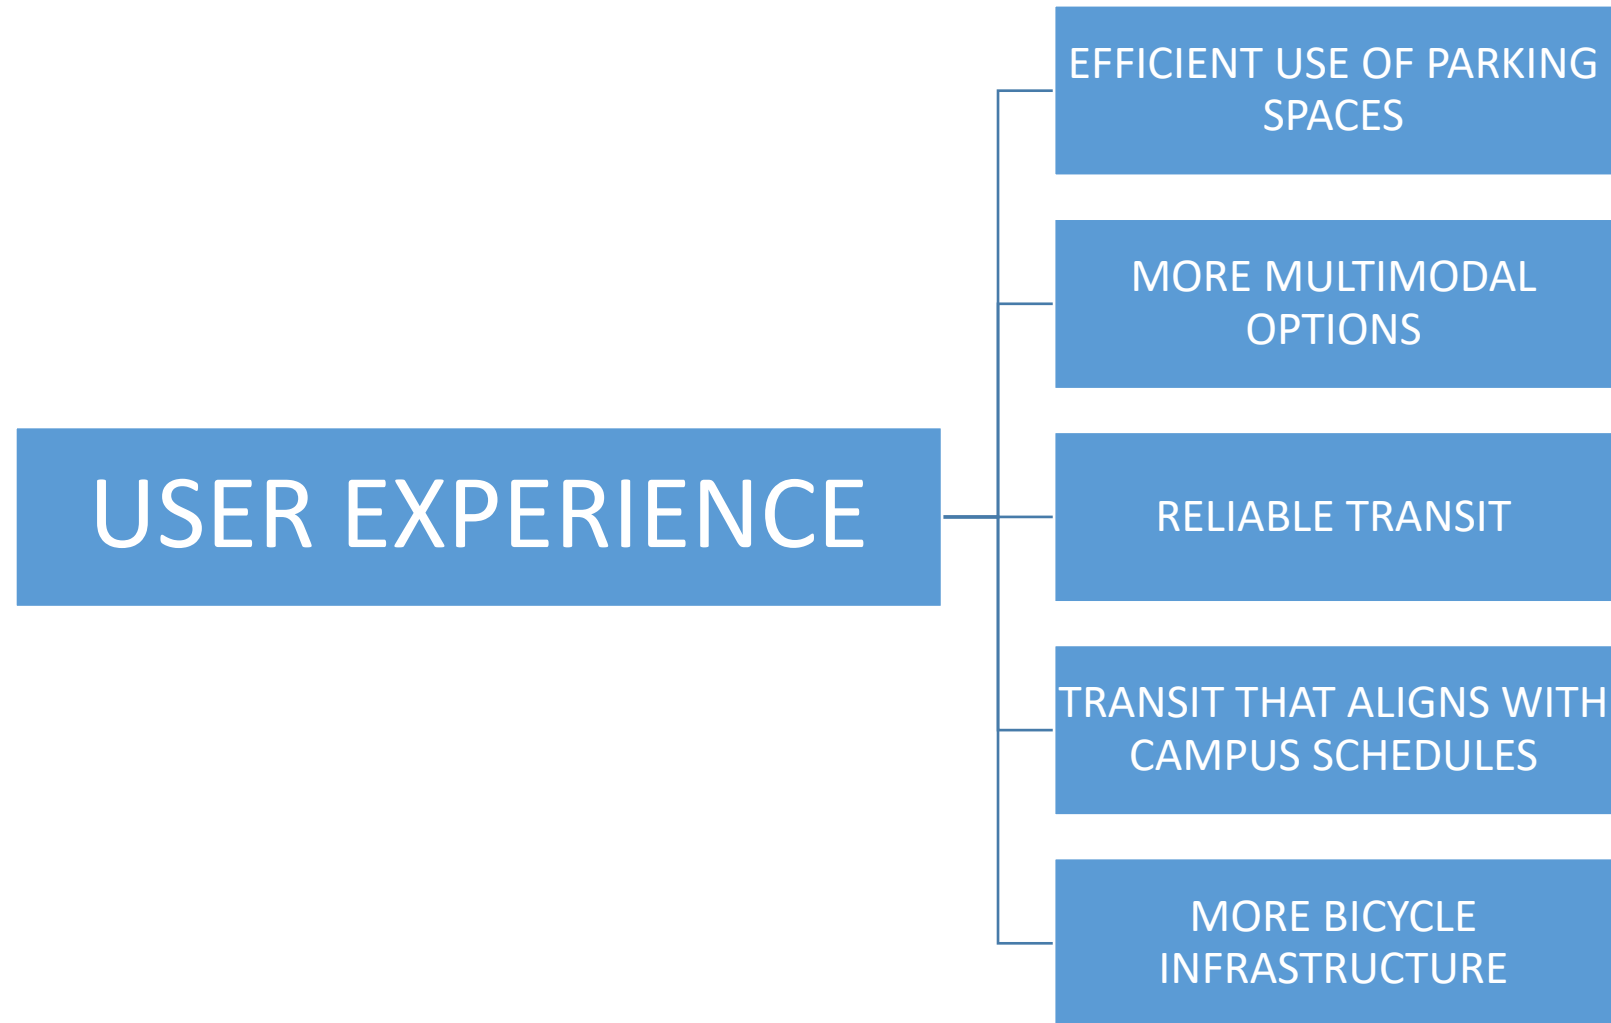 EFFICIENT USE OF PARKING
SPACES
MORE MULTIMODAL
OPTIONS
USER EXPERIENCE
RELIABLE TRANSIT
TRANSIT THAT ALIGNS WITH
CAMPUS SCHEDULES
MORE BICYCLE
INFRASTRUCTURE